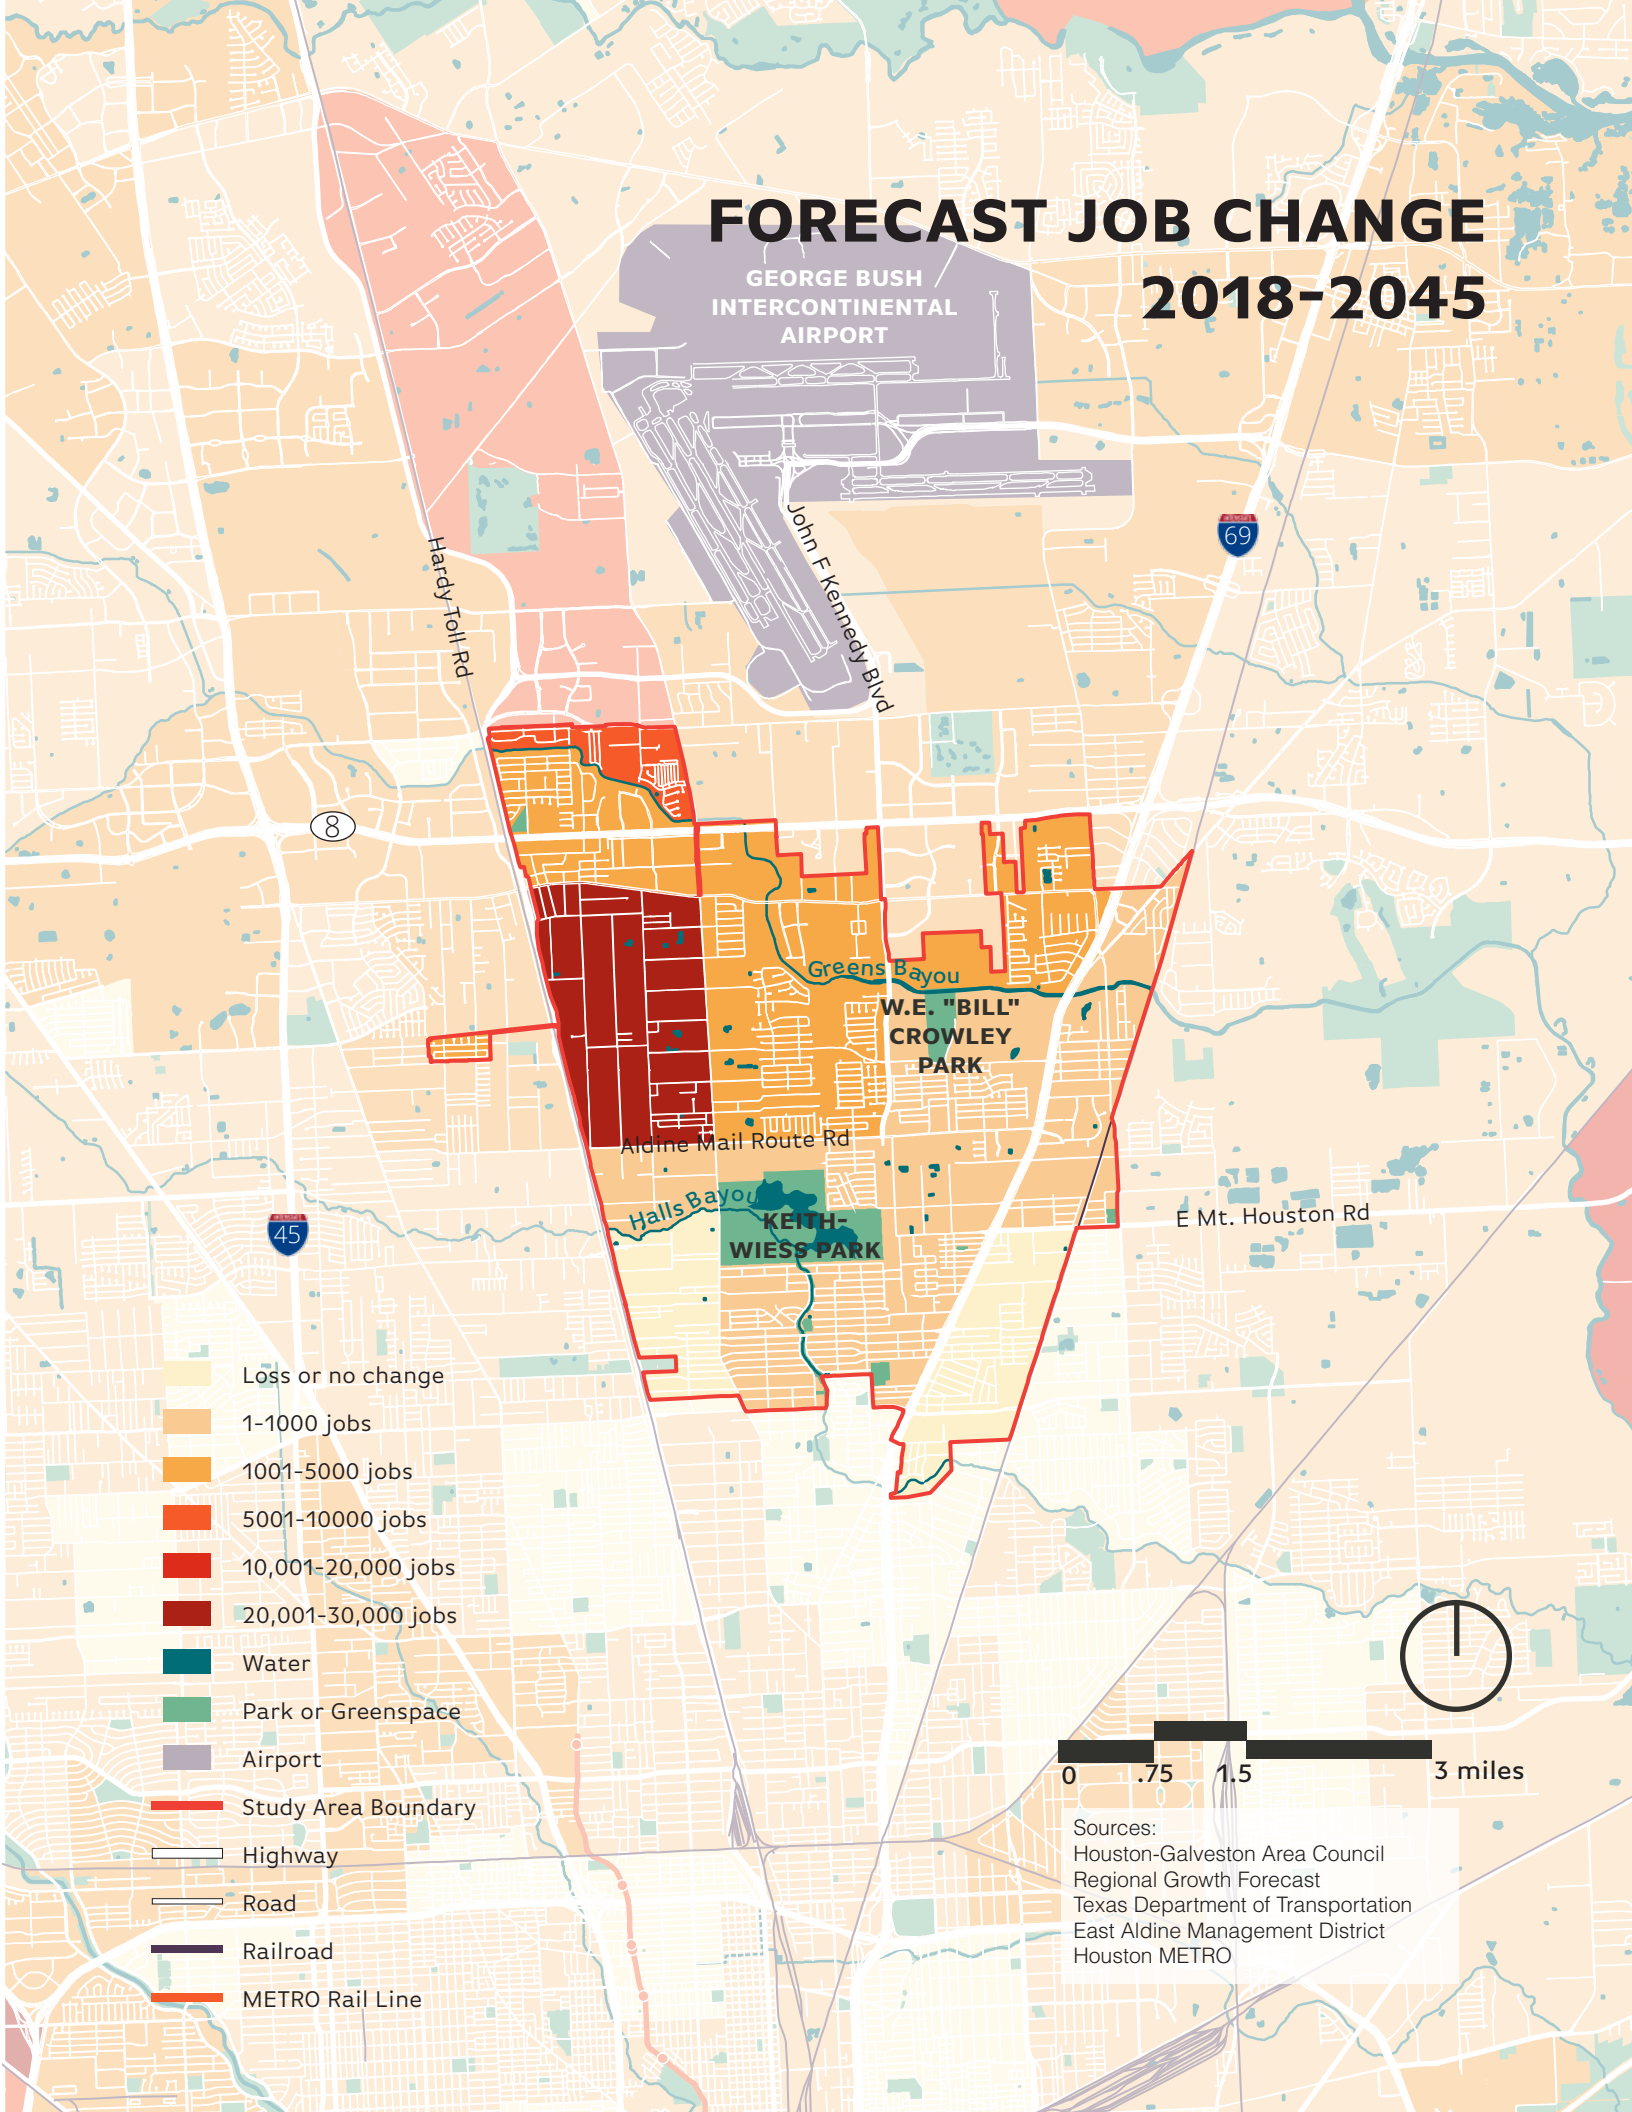 FORECAST JOB CHANGE
2018-2045
GEORGE BUSH
INTERCONTINENTAL
AIRPORT
John F Kennedy Blvd
Hardy Toll Rd
69
8
Greens Bayou
W.E. "BILL"
CROWLEY
PARK
Aldine Mail Route Rd
Halls Bayou
KEITH-
WIESS PARK
E Mt. Houston Rd
45
Loss or no change
1-1000 jobs
1001-5000 jobs
5001-10000 jobs
10,001-20,000 jobs
20,001-30,000 jobs
Water
Park or Greenspace
Airport
Study Area Boundary
Highway
Road
Railroad
METRO Rail Line
0 .75 1.5 3 miles
Sources:
Houston-Galveston Area Council
Regional Growth Forecast
Texas Department of Transportation
East Aldine Management District
Houston METRO